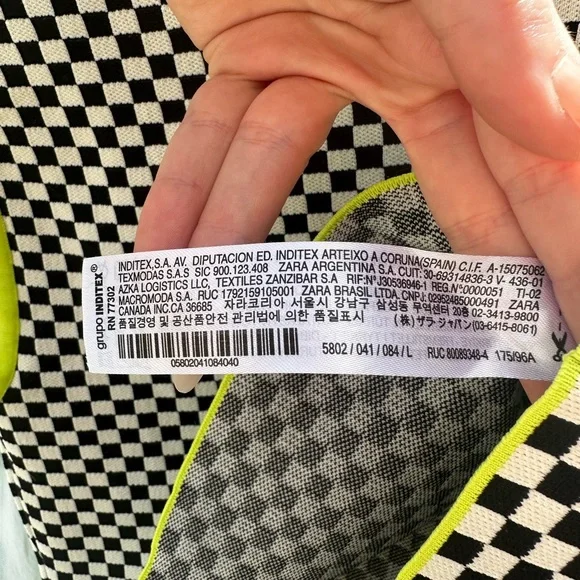 grupo INDITEX®
RN 77302
INDITEX,S.A. AV. DIPUTACION ED. INDITEX ARTEIXO A CORUNA(SPAIN) C.I.F. A-15075062
TEXMODAS S.A.S SIC 900.123.408 ZARA ARGENTINA S.A. CUIT: 30-69314836-3 V- 436-01
AZKA LOGISTICS LLC, TEXTILES ZANZIBAR S.A RIF:N°J30536946-1 REG.N°0000051 TI-02
MACROMODA S.A. RUC 1792159105001 ZARA BRASIL LTDA. CNPJ: 02952485000491 ZARA
CANADA INC.CA 36685 자라코리아 서울시 강남구 삼성동 무역센터 20층 02-3413-9800
품질경영 및 공산품안전 관리법에 의한 품질표시 (株) ザラ ジャパン (03-6415-8061)
05802041084040
5802 / 041 / 084 / L RUC 80089348-4 175/96A